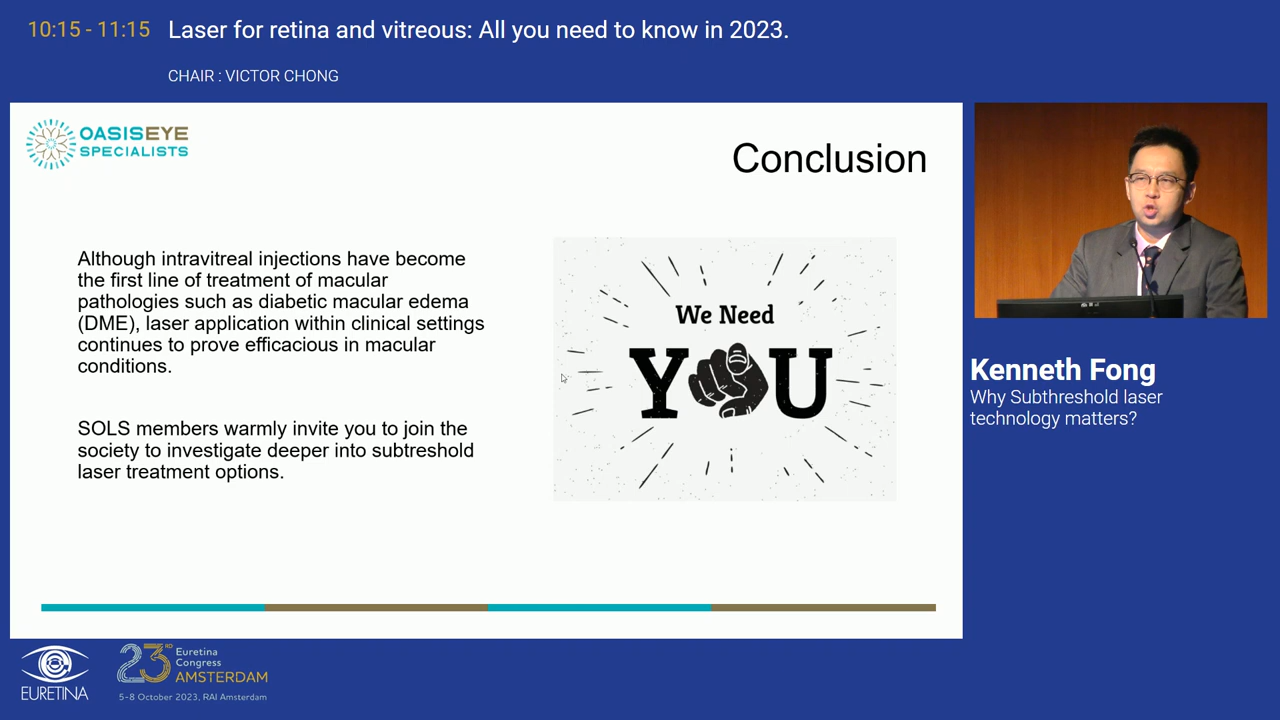 10:15 - 11:15
Laser for retina and vitreous: All you need to know in 2023.
CHAIR : VICTOR CHONG
OASISEYE
SPECIALISTS
Conclusion
Although intravitreal injections have become
the first line of treatment of macular
pathologies such as diabetic macular edema
(DME), laser application within clinical settings
continues to prove efficacious in macular
conditions.
SOLS members warmly invite you to join the
society to investigate deeper into subtreshold
laser treatment options.
We Need
YOU
Kenneth Fong
Why Subthreshold laser
technology matters?
EURETINA
23RD
Euretina
Congress
AMSTERDAM
5-8 October 2023, RAI Amsterdam